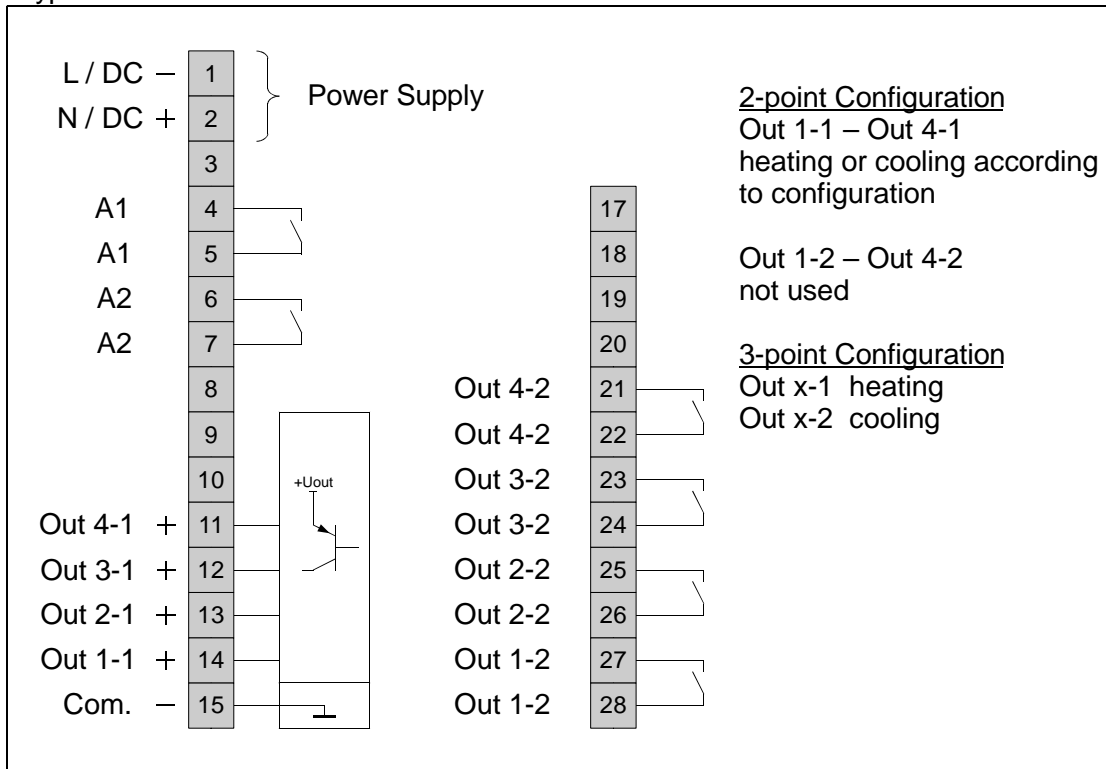 L / DC − 1
N / DC + 2
Power Supply
3
A1 4
A1 5
A2 6
A2 7
8
9
10
+Uout
Out 4-1 + 11
Out 3-1 + 12
Out 2-1 + 13
Out 1-1 + 14
Com. − 15
17
18
19
20
Out 4-2 21
Out 4-2 22
Out 3-2 23
Out 3-2 24
Out 2-2 25
Out 2-2 26
Out 1-2 27
Out 1-2 28
2-point Configuration
Out 1-1 – Out 4-1
heating or cooling according
to configuration
Out 1-2 – Out 4-2
not used
3-point Configuration
Out x-1 heating
Out x-2 cooling